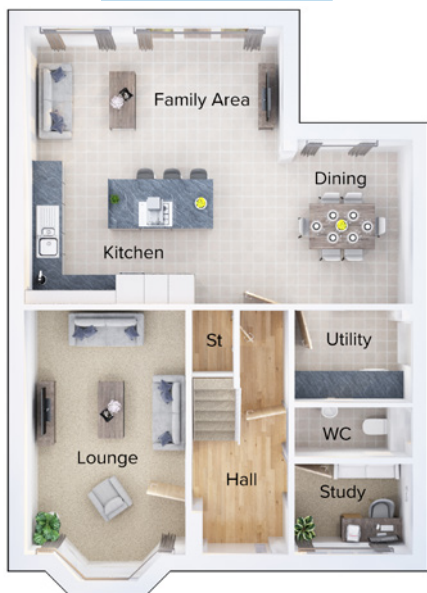 Family Area
Dining
Kitchen
St
Utility
WC
Lounge
Hall
Study